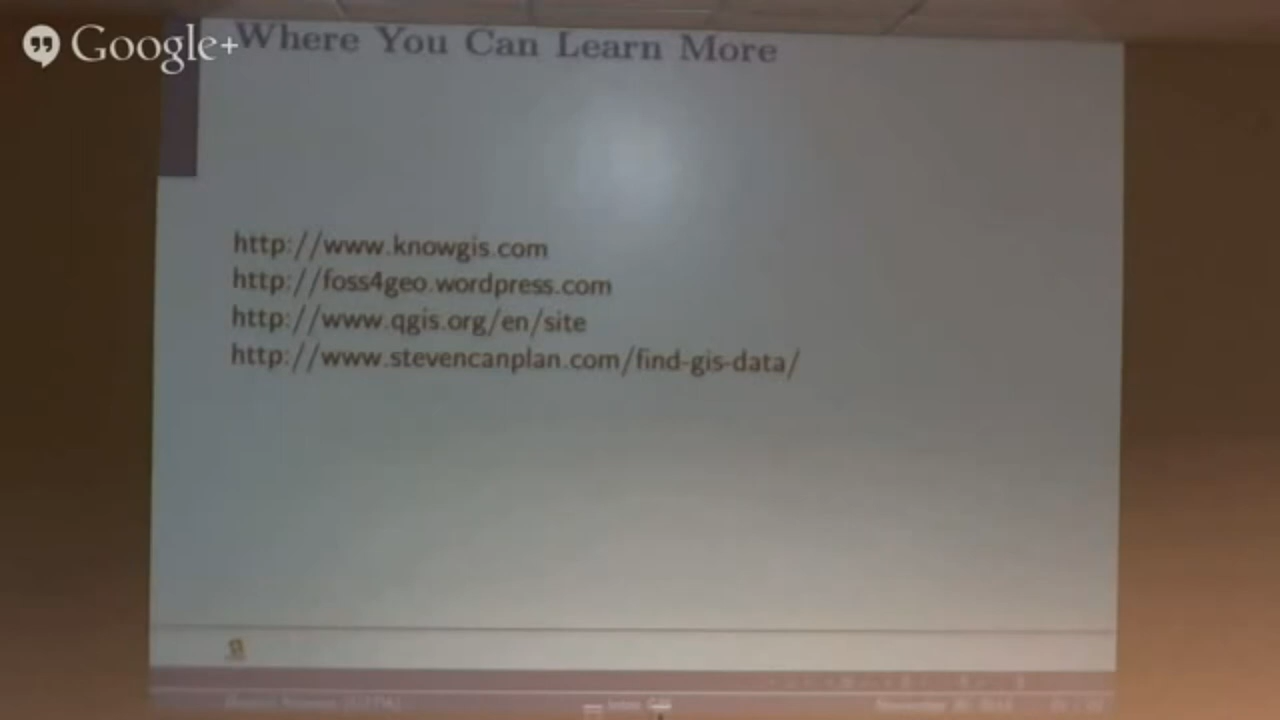 Google+
Where You Can Learn More
http://www.knowgis.com
http://foss4geo.wordpress.com
http://www.qgis.org/en/site
http://www.stevencanplan.com/find-gis-data/